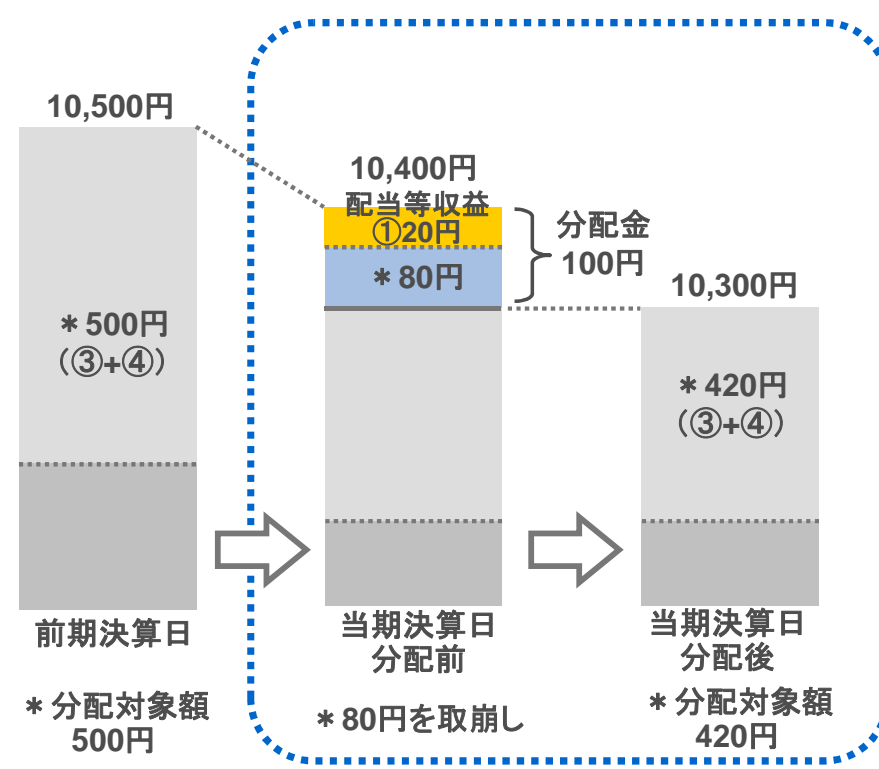 10,500円
＊500円
（③+④）
前期決算日
＊分配対象額
500円
10,400円
配当等収益
①20円
＊80円
分配金
100円
当期決算日
分配前
＊80円を取崩し
10,300円
＊420円
（③+④）
当期決算日
分配後
＊分配対象額
420円